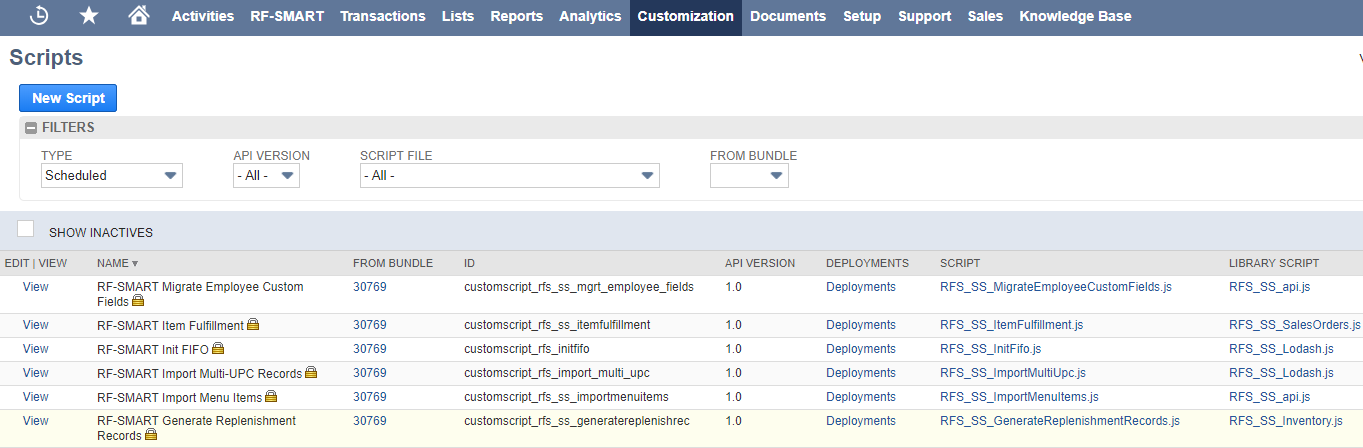 Activities RF-SMART Transactions Lists Reports Analytics Customization Documents Setup Support Sales Knowledge Base
Scripts
New Script
FILTERS
TYPE API VERSION SCRIPT FILE FROM BUNDLE
Scheduled - All - - All -
SHOW INACTIVES
EDIT | VIEW NAME FROM BUNDLE ID API VERSION DEPLOYMENTS SCRIPT LIBRARY SCRIPT
View RF-SMART Migrate Employee Custom 30769 customscript_rfs_ss_mgrt_employee_fields 1.0 Deployments RFS_SS_MigrateEmployeeCustomFields.js RFS_SS_api.js
Fields
View RF-SMART Item Fulfillment 30769 customscript_rfs_ss_itemfulfillment 1.0 Deployments RFS_SS_ItemFulfillment.js RFS_SS_SalesOrders.js
View RF-SMART Init FIFO 30769 customscript_rfs_initfifo 1.0 Deployments RFS_SS_InitFifo.js RFS_SS_Lodash.js
View RF-SMART Import Multi-UPC Records 30769 customscript_rfs_import_multi_upc 1.0 Deployments RFS_SS_ImportMultiUpc.js RFS_SS_Lodash.js
View RF-SMART Import Menu Items 30769 customscript_rfs_ss_importmenuitems 1.0 Deployments RFS_SS_ImportMenuItems.js RFS_SS_api.js
View RF-SMART Generate Replenishment 30769 customscript_rfs_ss_generatereplenishrec 1.0 Deployments RFS_SS_GenerateReplenishmentRecords.js RFS_SS_Inventory.js
Records